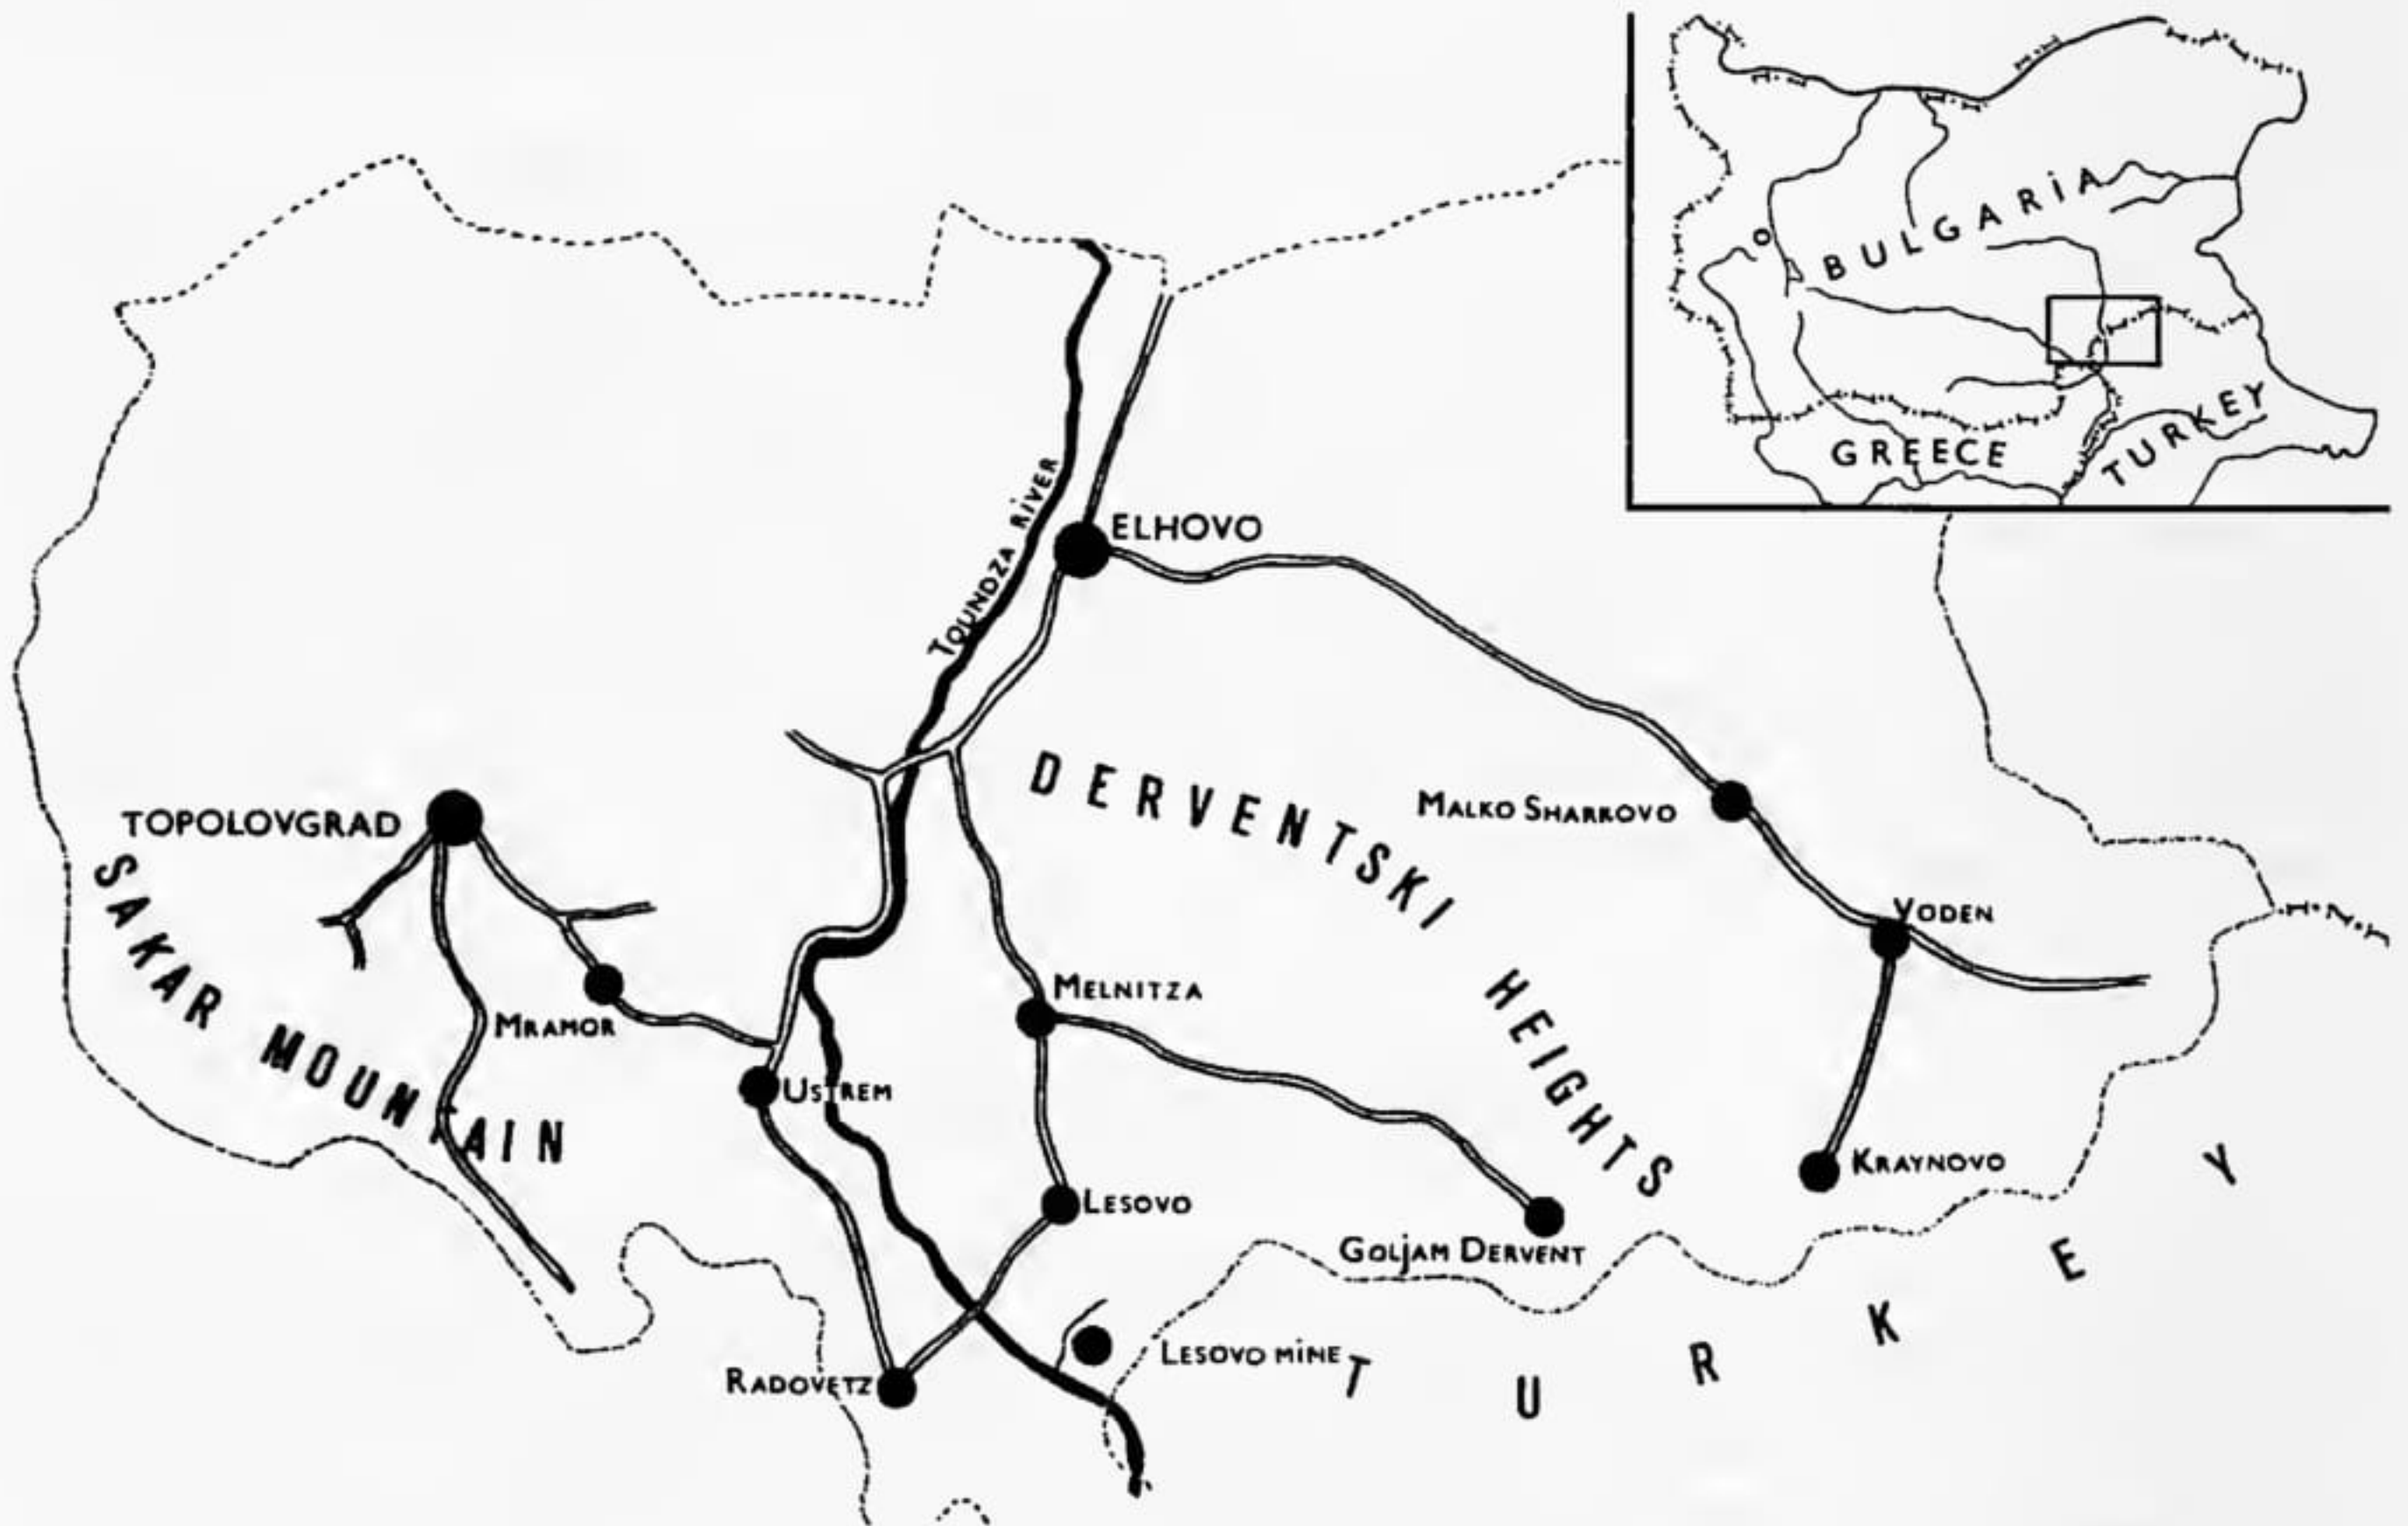 BULGARiA
GREECE
TURKEY
TOUNDZA RiVER
ELHOVO
TOPOLOVGRAD
DERVENTSKI HEIGHTS
MALKO SHARKOVO
VODEN
SAKAR MOUNTAIN
MELNITZA
MRAMOR
USTREM
KRAYNOVO
LESOVO
GOLjAM DERVENT
LESOVO MiNE
RADOVETZ
TURKEY